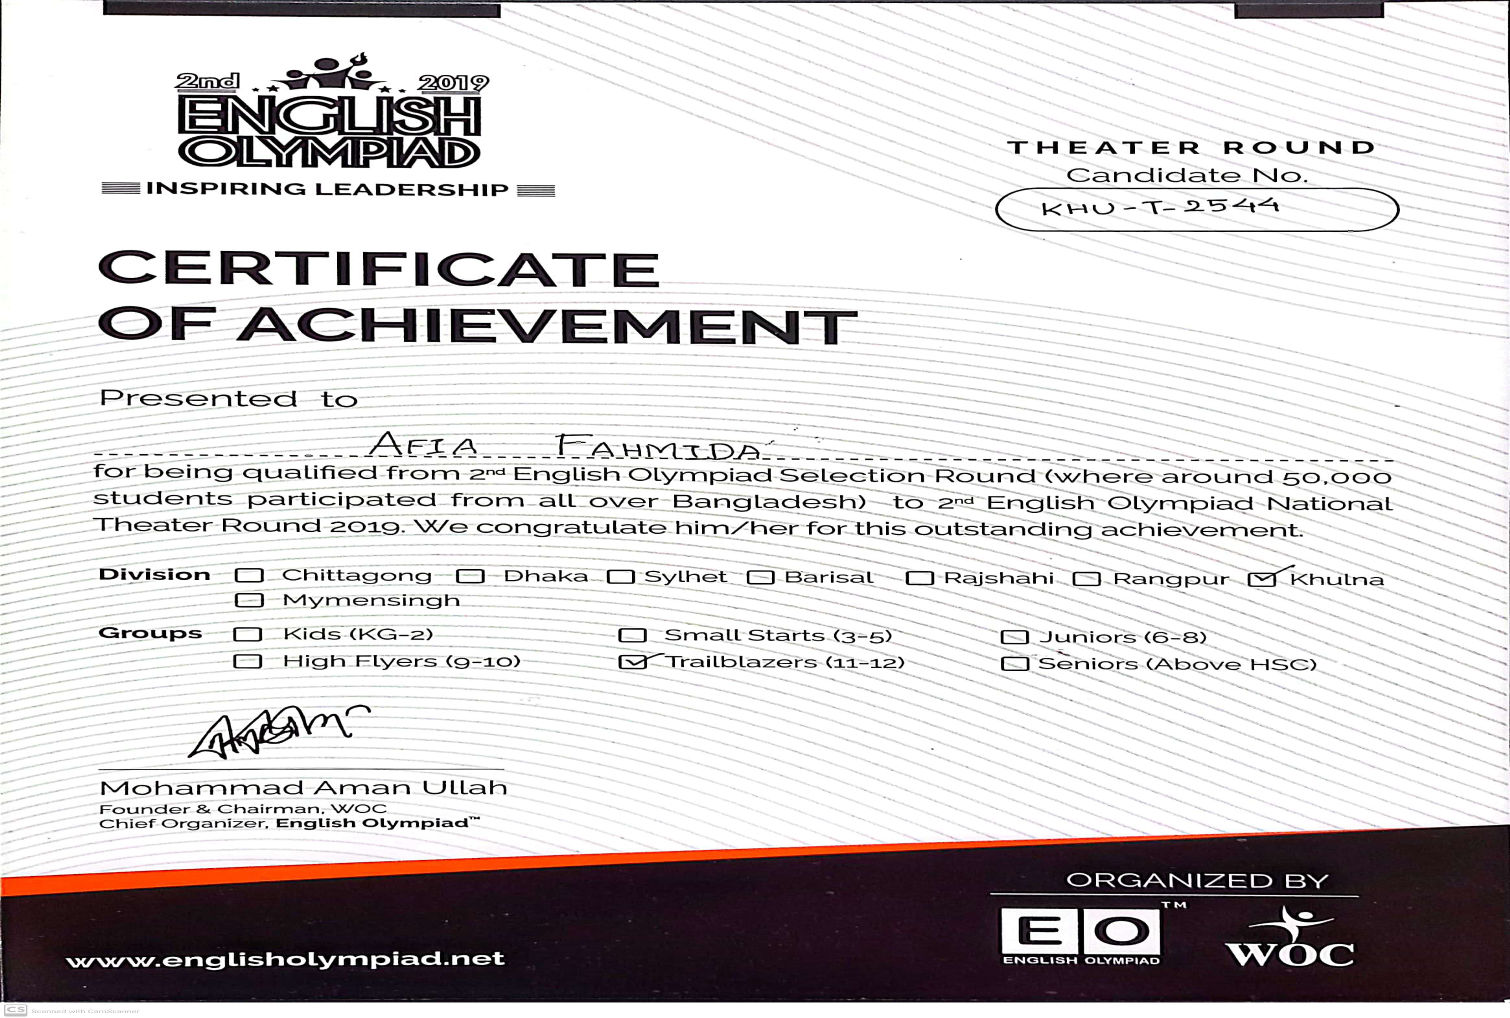 2nd 2019
ENGLISH
OLYMPIAD
INSPIRING LEADERSHIP
THEATER ROUND
Candidate No.
KHU-T-2544
CERTIFICATE
OF ACHIEVEMENT
Presented to
AFIA FAHMIDA
for being qualified from 2nd English Olympiad Selection Round (where around 50,000
students participated from all over Bangladesh) to 2nd English Olympiad National
Theater Round 2019. We congratulate him/her for this outstanding achievement.
Division Chittagong Dhaka Sylhet Barisal Rajshahi Rangpur Khulna
Mymensingh
Groups Kids (KG-2) Small Starts (3-5) Juniors (6-8)
High Flyers (9-10) Trailblazers (11-12) Seniors (Above HSC)
Mohammad Aman Ullah
Founder & Chairman, WOC
Chief Organizer, English Olympiad™
ORGANIZED BY
EO™
ENGLISH OLYMPIAD
WOC
www.englisholympiad.net
CS Scanned with CamScanner